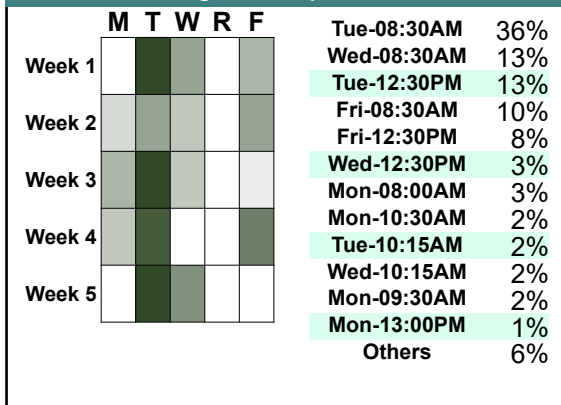 M T W R F
Week 1
Week 2
Week 3
Week 4
Week 5
Tue-08:30AM 36%
Wed-08:30AM 13%
Tue-12:30PM 13%
Fri-08:30AM 10%
Fri-12:30PM 8%
Wed-12:30PM 3%
Mon-08:00AM 3%
Mon-10:30AM 2%
Tue-10:15AM 2%
Wed-10:15AM 2%
Mon-09:30AM 2%
Mon-13:00PM 1%
Others 6%